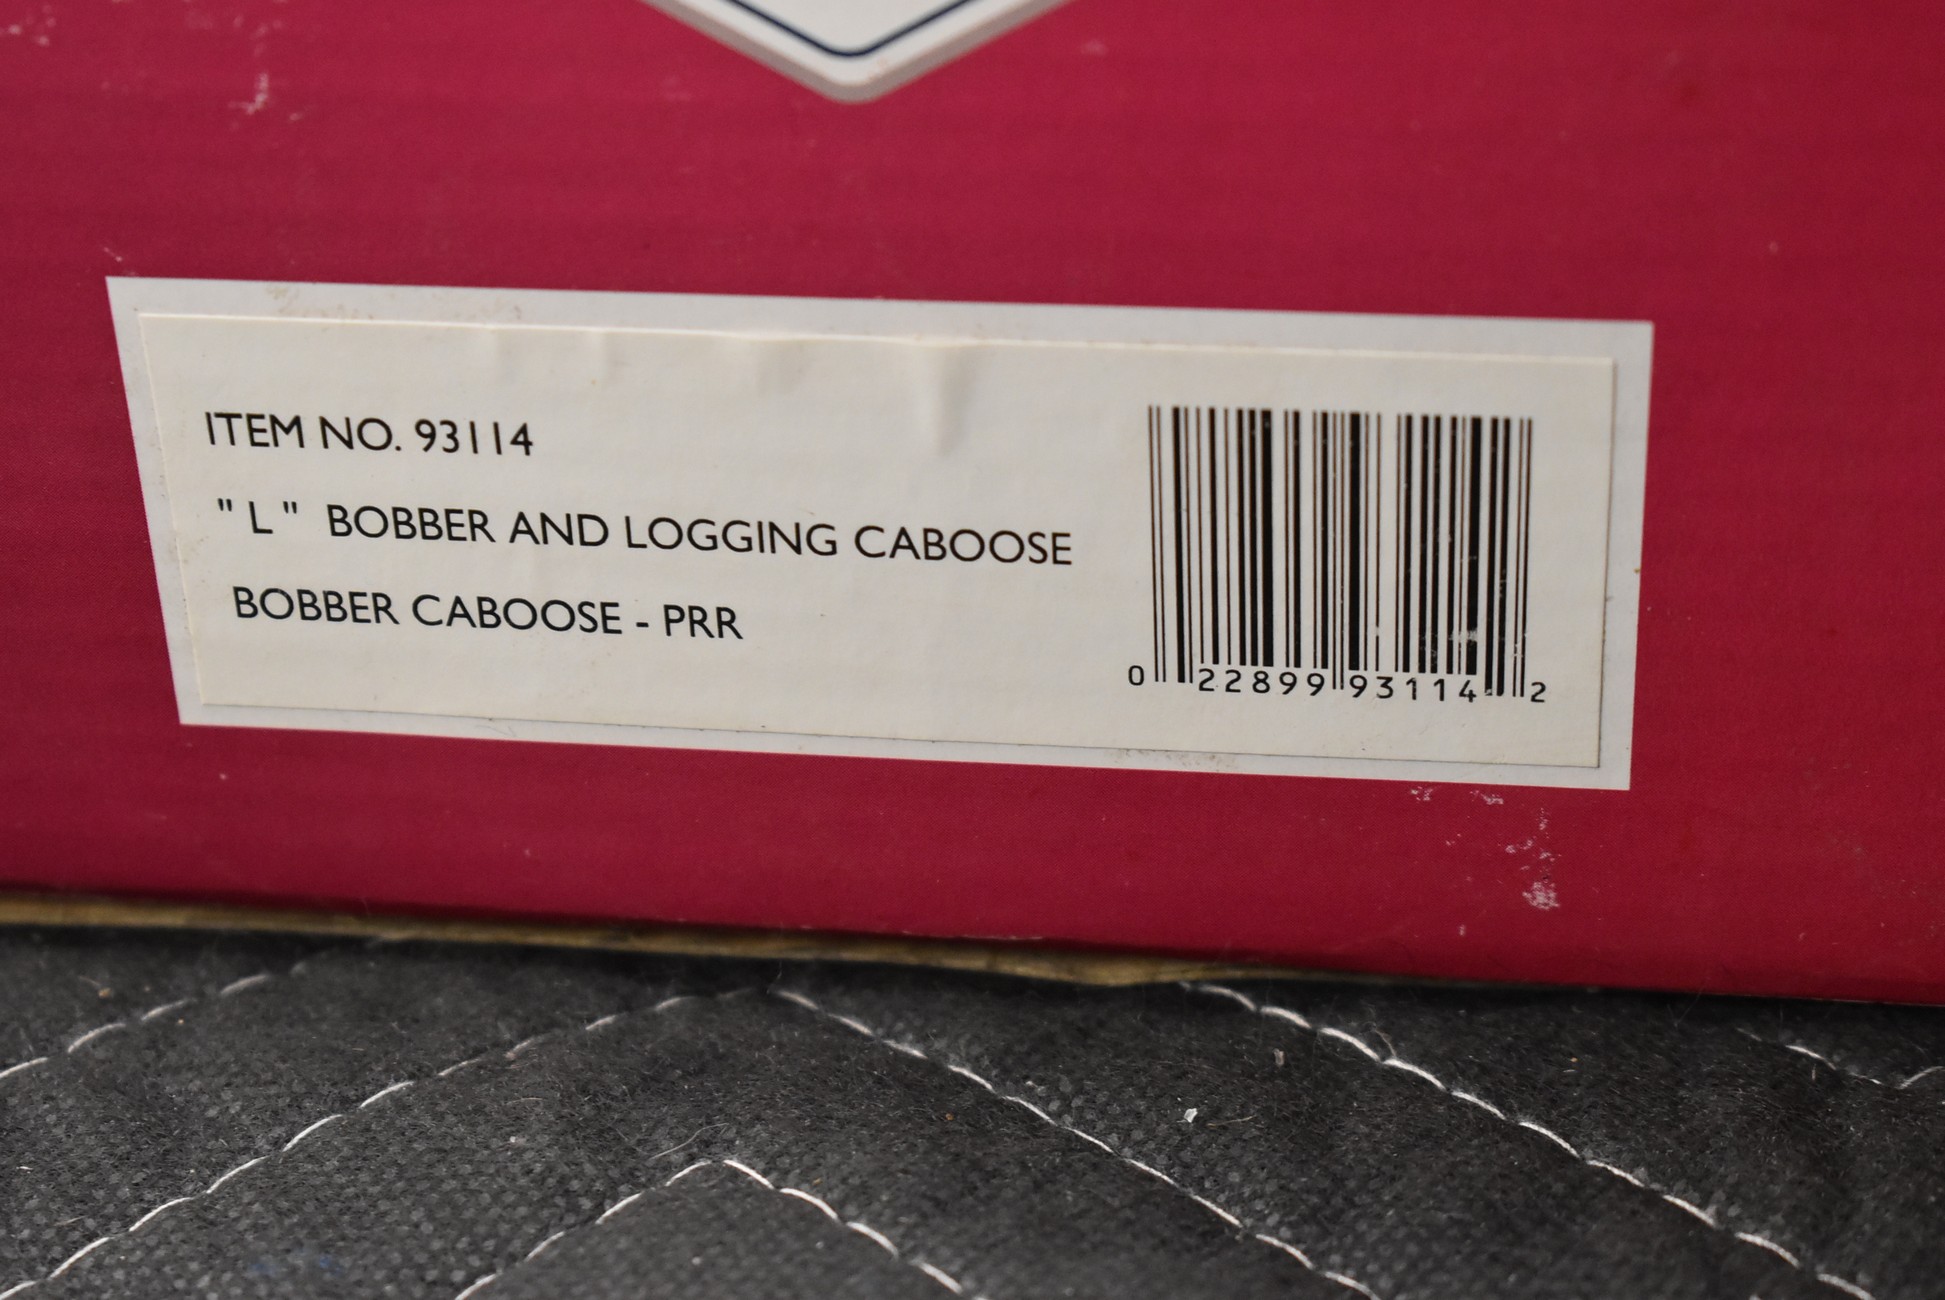 ITEM NO. 93114
"L" BOBBER AND LOGGING CABOOSE
BOBBER CABOOSE - PRR
0 22899 93114 2